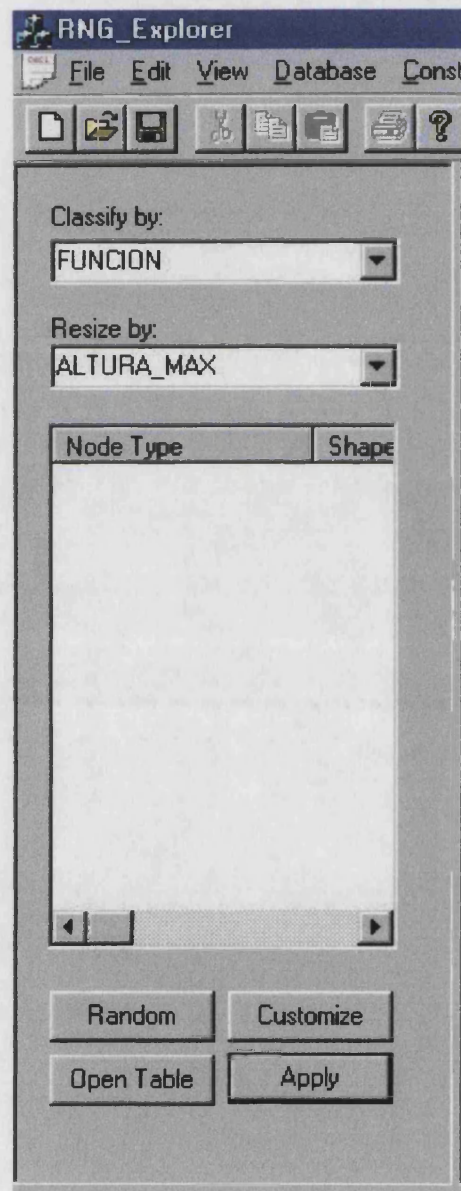 RNG_Explorer
File Edit View Database Const
Classify by:
FUNCION
Resize by:
ALTURA_MAX
Node Type Shape
Random Customize
Open Table Apply